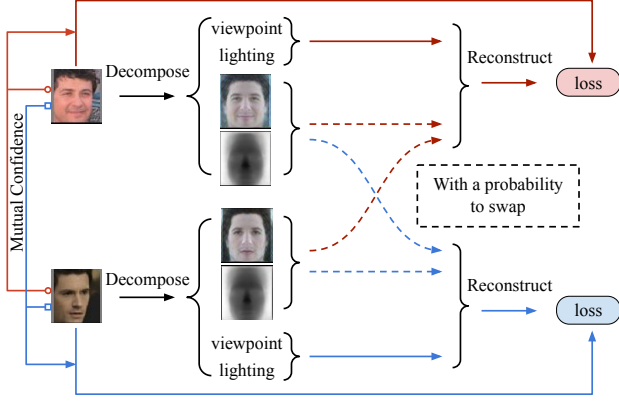 viewpoint
lighting
Decompose
Reconstruct
loss
Mutual Confidence
With a probability
to swap
Decompose
Reconstruct
loss
viewpoint
lighting